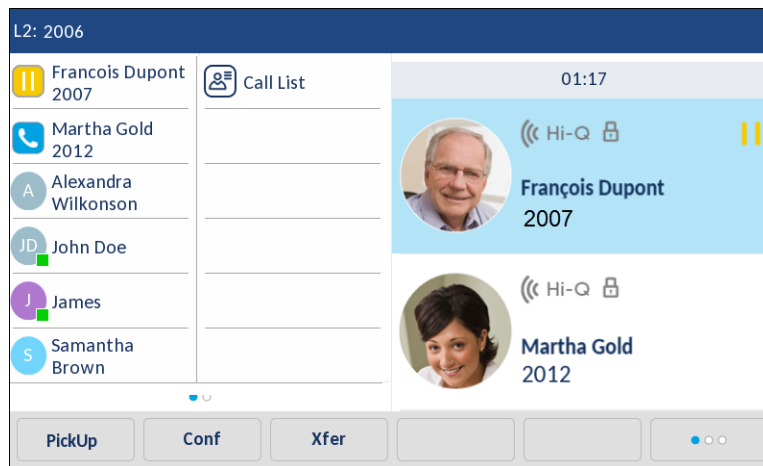 L2: 2006
Francois Dupont
2007
Martha Gold
2012
A
Alexandra
Wilkonson
JD
John Doe
J
James
S
Samantha
Brown
Call List
01:17
Hi-Q
François Dupont
2007
Hi-Q
Martha Gold
2012
PickUp
Conf
Xfer